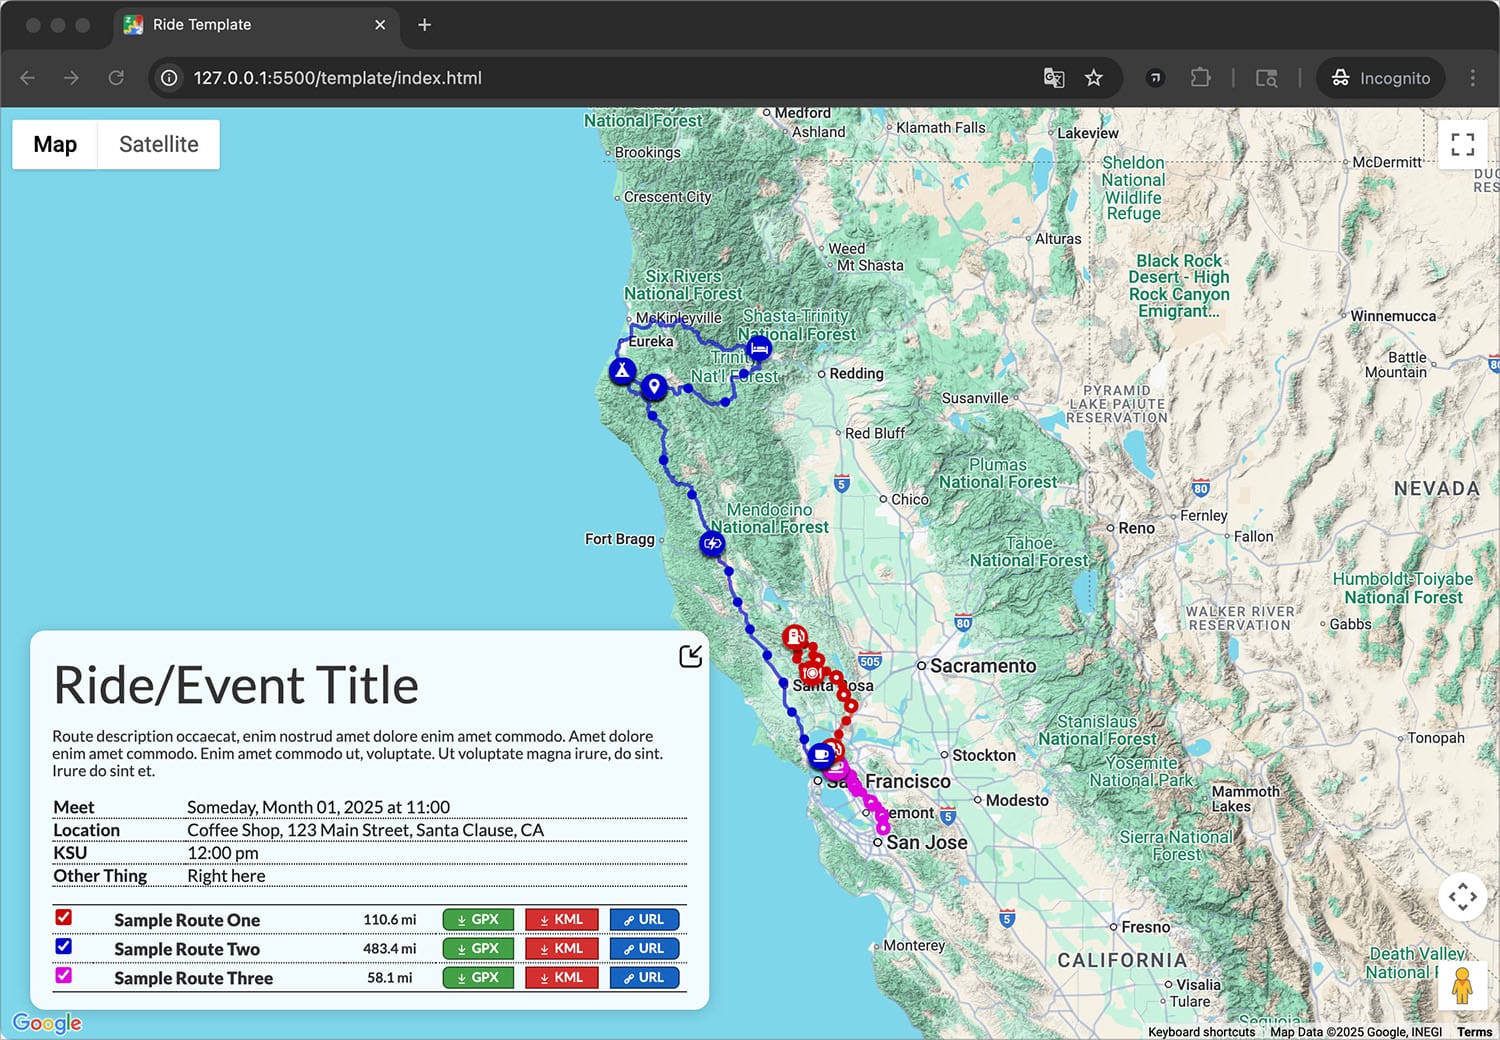 Ride Template
127.0.0.1:5500/template/index.html
Incognito
Map
Satellite
National Forest
Medford
Ashland
Klamath Falls
Lakeview
Brookings
McDermitt
Sheldon
National
Wildlife
Refuge
Crescent City
Alturas
Weed
Mt Shasta
Black Rock
Desert - High
Rock Canyon
Emigrant...
Six Rivers
National Forest
McKinleyville
Shasta-Trinity
National Forest
Winnemucca
Eureka
Nat'l Forest
Redding
Battle
Mountain
Susanville
PYRAMID
LAKE PAIUTE
RESERVATION
Red Bluff
Plumas
National Forest
5
80
NEVADA
Chico
Mendocino
National Forest
Fernley
Reno
Fallon
Fort Bragg
Tahoe
National Forest
Humboldt-Toiyabe
National Forest
WALKER RIVER
RESERVATION
Gabbs
80
505
Sacramento
Stanislaus
National Forest
Tonopah
Stockton
Yosemite
National Park
Francisco
Mammoth
Lakes
Modesto
5
San Jose
Sierra National
Forest
5
Fresno
Monterey
CALIFORNIA
Death Valley
Visalia
Tulare
Ride/Event Title
Route description occaecat, enim nostrud amet dolore enim amet commodo. Amet dolore
enim amet commodo. Enim amet commodo ut, voluptate. Ut voluptate magna irure, do sint.
Irure do sint et.
Meet Someday, Month 01, 2025 at 11:00
Location Coffee Shop, 123 Main Street, Santa Clause, CA
KSU 12:00 pm
Other Thing Right here
Sample Route One 110.6 mi GPX KML URL
Sample Route Two 483.4 mi GPX KML URL
Sample Route Three 58.1 mi GPX KML URL
Google
Keyboard shortcuts Map Data ©2025 Google, INEGI Terms